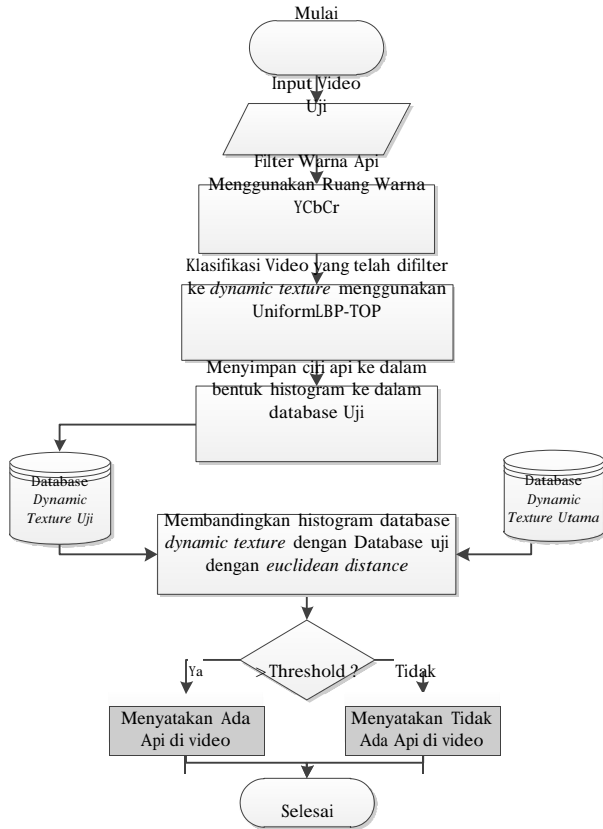 Mulai
Input Video
Uji
Filter Warna Api
Menggunakan Ruang Warna
YCbCr
Klasifikasi Video yang telah difilter
ke dynamic texture menggunakan
UniformLBP-TOP
Menyimpan ciri api ke dalam
bentuk histogram ke dalam
database Uji
Database
Dynamic
Texture Uji
Database
Dynamic
Texture Utama
Membandingkan histogram database
dynamic texture dengan Database uji
dengan euclidean distance
Ya
> Threshold ?
Tidak
Menyatakan Ada
Api di video
Menyatakan Tidak
Ada Api di video
Selesai